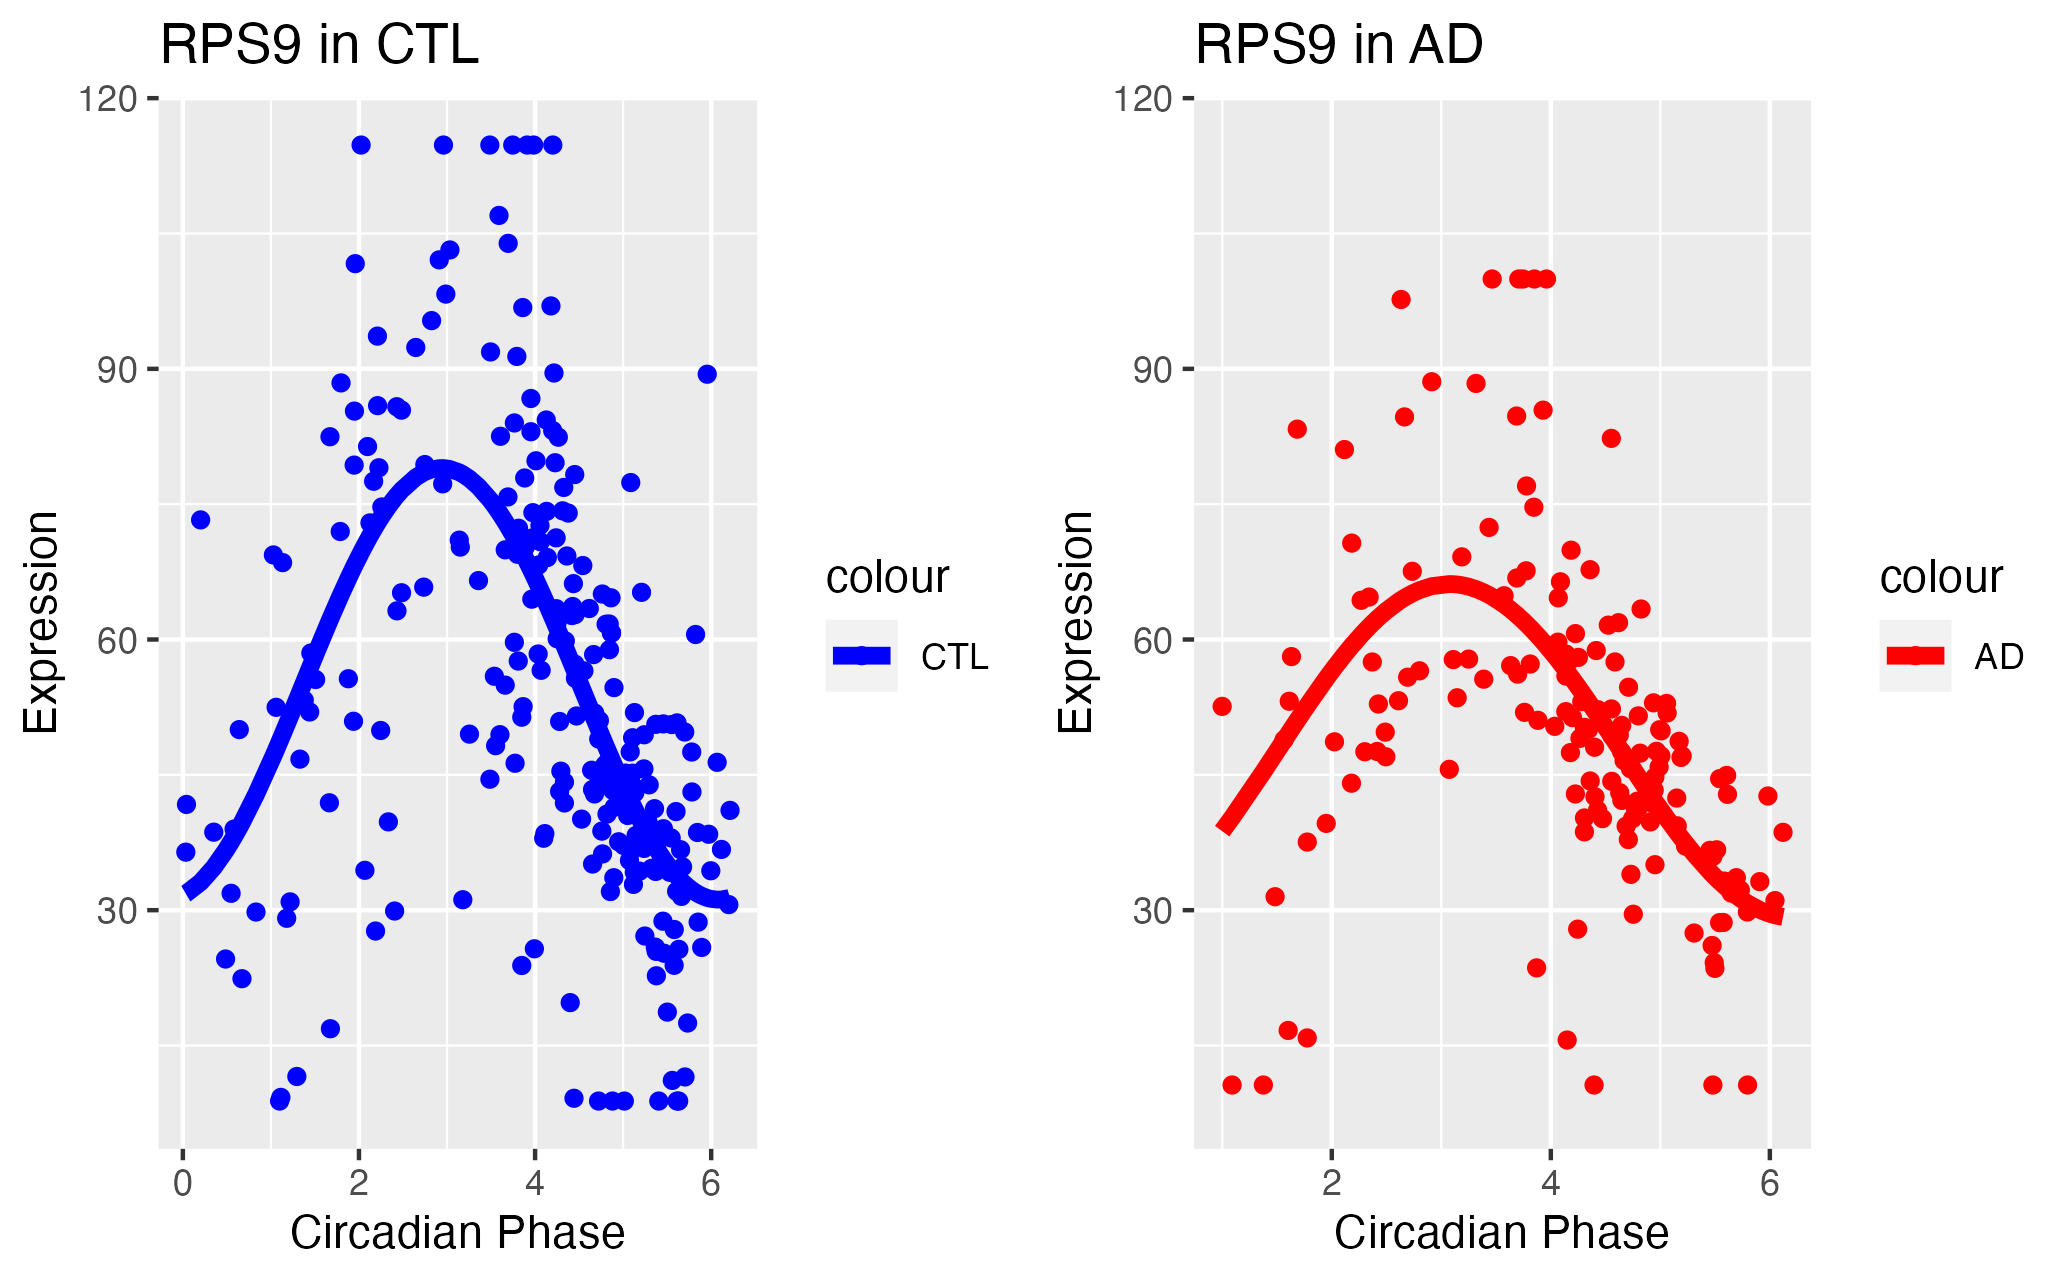 RPS9 in CTL
120
90
60
30
Expression
0 2 4 6
Circadian Phase
colour
CTL
RPS9 in AD
120
90
60
30
Expression
2 4 6
Circadian Phase
colour
AD